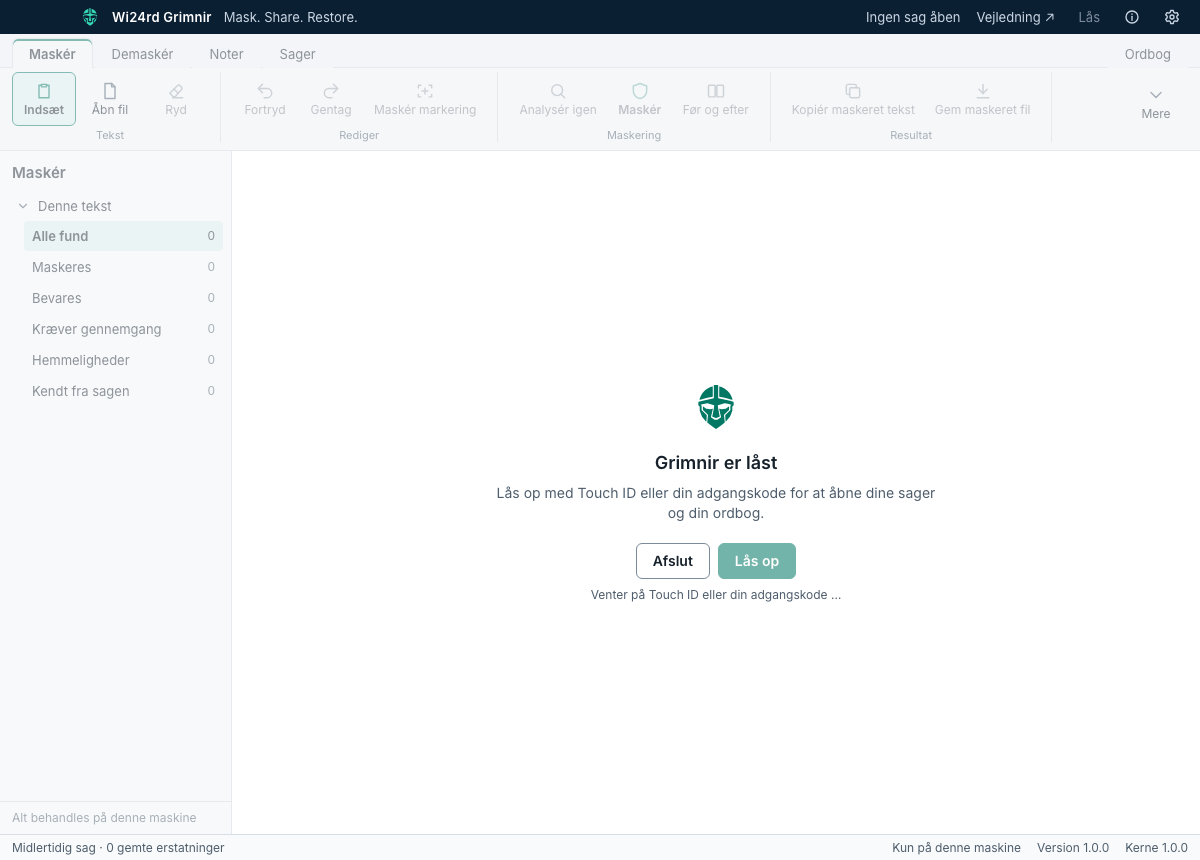 Wi24rd Grimnir Mask. Share. Restore. Ingen sag åben Vejledning ↗ Lås
Maskér Demaskér Noter Sager Ordbog
Indsæt Åbn fil Ryd Fortryd Gentag Maskér markering Analysér igen Maskér Før og efter Kopiér maskeret tekst Gem maskeret fil Mere
Tekst Rediger Maskering Resultat
Maskér
Denne tekst
Alle fund 0
Maskeres 0
Bevares 0
Kræver gennemgang 0
Hemmeligheder 0
Kendt fra sagen 0
Grimnir er låst
Lås op med Touch ID eller din adgangskode for at åbne dine sager
og din ordbog.
Afslut Lås op
Venter på Touch ID eller din adgangskode ...
Alt behandles på denne maskine
Midlertidig sag · 0 gemte erstatninger Kun på denne maskine Version 1.0.0 Kerne 1.0.0